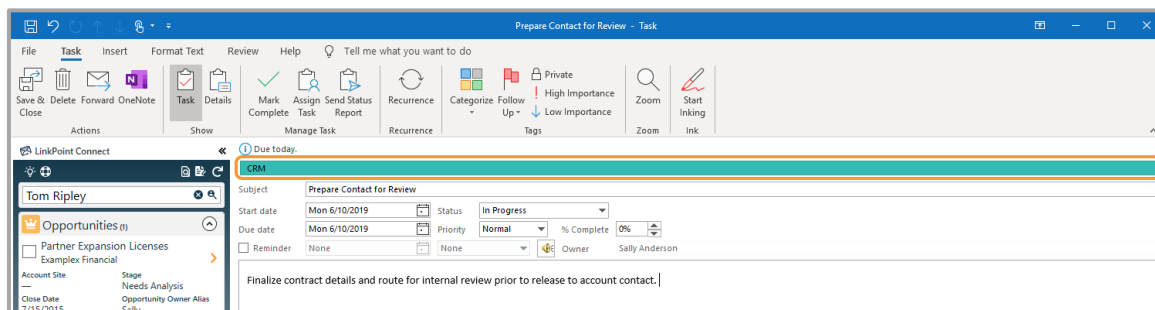 Prepare Contact for Review - Task
File Task Insert Format Text Review Help Tell me what you want to do
Save & Close
Delete
Forward
OneNote
Actions
Task
Details
Show
Mark Complete
Assign Task
Send Status Report
Manage Task
Recurrence
Recurrence
Categorize
Follow Up
Private
High Importance
Low Importance
Tags
Zoom
Zoom
Start Inking
Ink
LinkPoint Connect
Tom Ripley
Opportunities (1)
Partner Expansion Licenses
Examplex Financial
Account Site Stage
— Needs Analysis
Close Date Opportunity Owner Alias
7/15/2015 Sally
Due today.
CRM
Subject Prepare Contact for Review
Start date Mon 6/10/2019 Status In Progress
Due date Mon 6/10/2019 Priority Normal % Complete 0%
Reminder None None Owner Sally Anderson
Finalize contract details and route for internal review prior to release to account contact.